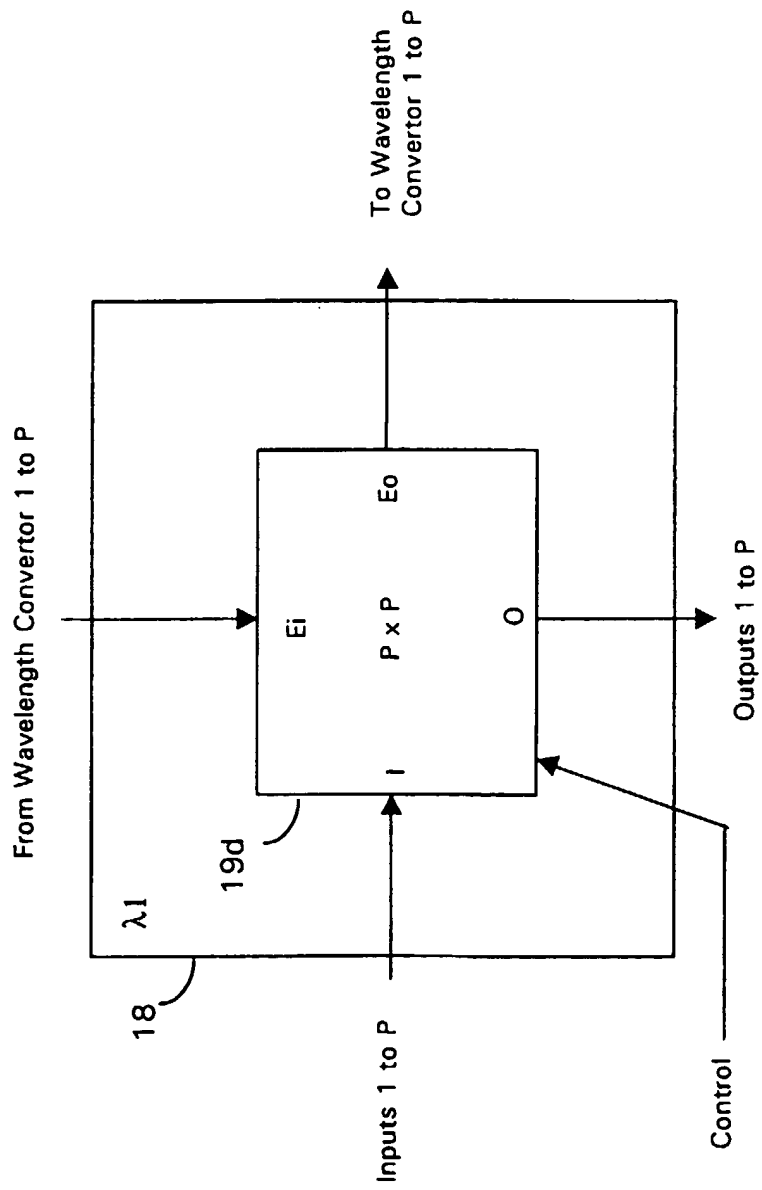 From Wavelength Convertor 1 to P
18
λ1
19d
Inputs 1 to P
Ei
I
P x P
Eo
O
To Wavelength
Convertor 1 to P
Control
Outputs 1 to P